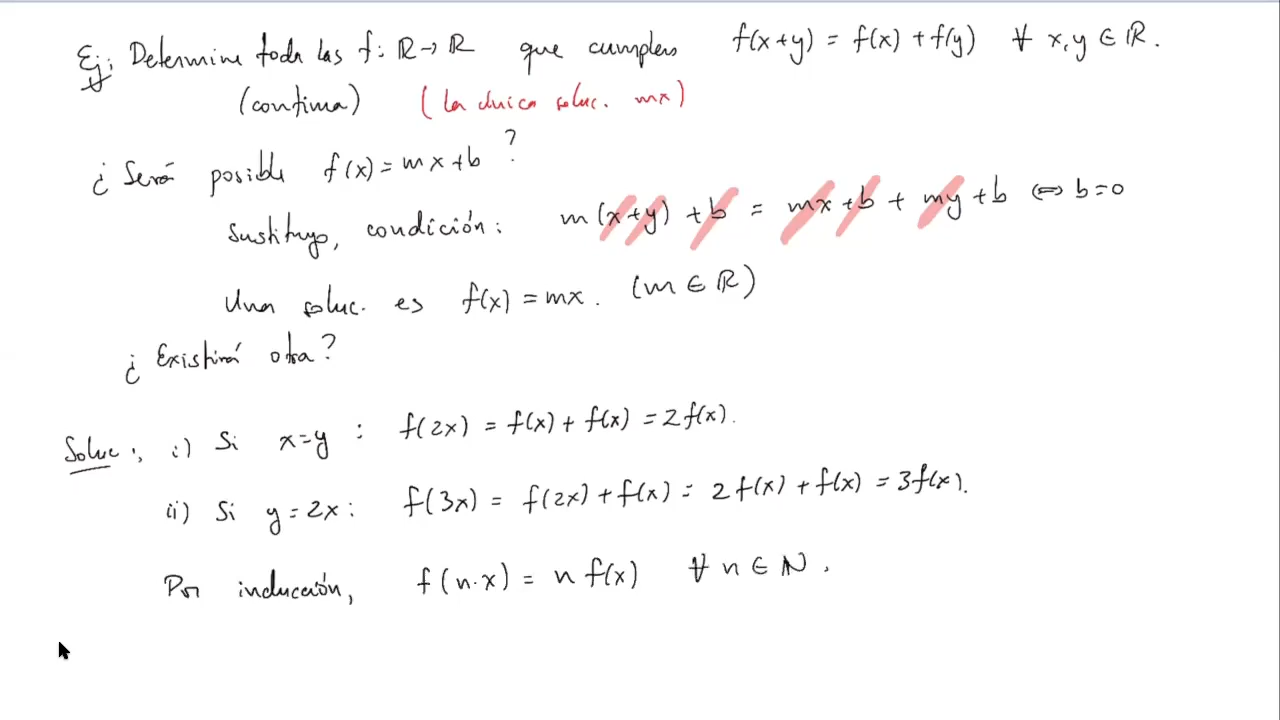 Ej: Determine toda las f: ℝ → ℝ que cumplen f(x+y) = f(x) + f(y) ∀ x, y ∈ ℝ.
(continua) (la única soluc. mx)
¿Será posible f(x) = mx+b?
Sustituyo, condición: m(x+y) + b = mx + b + my + b ⇔ b=0
Una soluc. es f(x) = mx. (m ∈ ℝ)
¿Existirá otra?
Soluc: i) Si x=y : f(2x) = f(x) + f(x) = 2f(x).
ii) Si y = 2x: f(3x) = f(2x) + f(x) = 2f(x) + f(x) = 3f(x).
Por inducción, f(n·x) = n f(x) ∀ n ∈ ℕ.